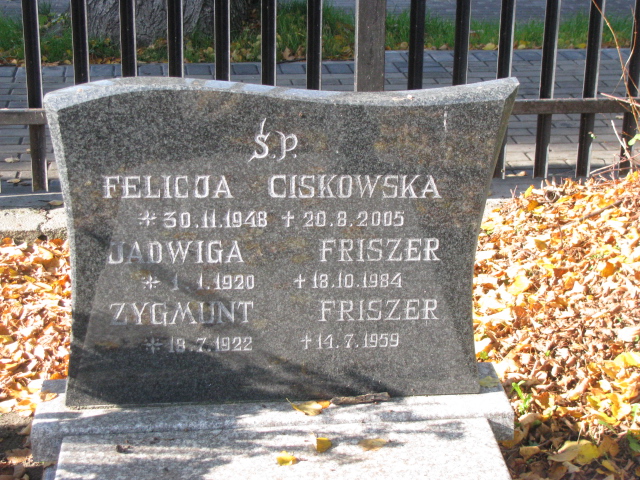 Ś.P.
FELICJA CISKOWSKA
* 30.11.1948 + 20.8.2005
JADWIGA FRISZER
* 1.1.1920 + 18.10.1984
ZYGMUNT FRISZER
* 18.7.1922 + 14.7.1959